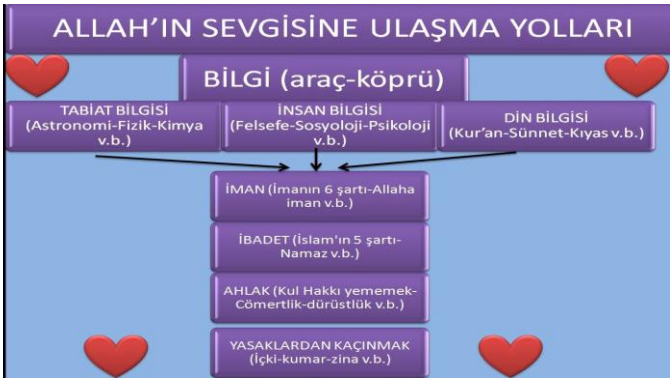 ALLAH’IN SEVGİSİNE ULAŞMA YOLLARI
BİLGİ (araç-köprü)
TABİAT BİLGİSİ
(Astronomi-Fizik-Kimya
v.b.)
İNSAN BİLGİSİ
(Felsefe-Sosyoloji-Psikoloji
v.b.)
DİN BİLGİSİ
(Kur’an-Sünnet-Kıyas v.b.)
İMAN (İmanın 6 şartı-Allaha
iman v.b.)
İBADET (İslam'ın 5 şartı-
Namaz v.b.)
AHLAK (Kul Hakkı yememek-
Cömertlik-dürüstlük v.b.)
YASAKLARDAN KAÇINMAK
(İçki-kumar-zina v.b.)